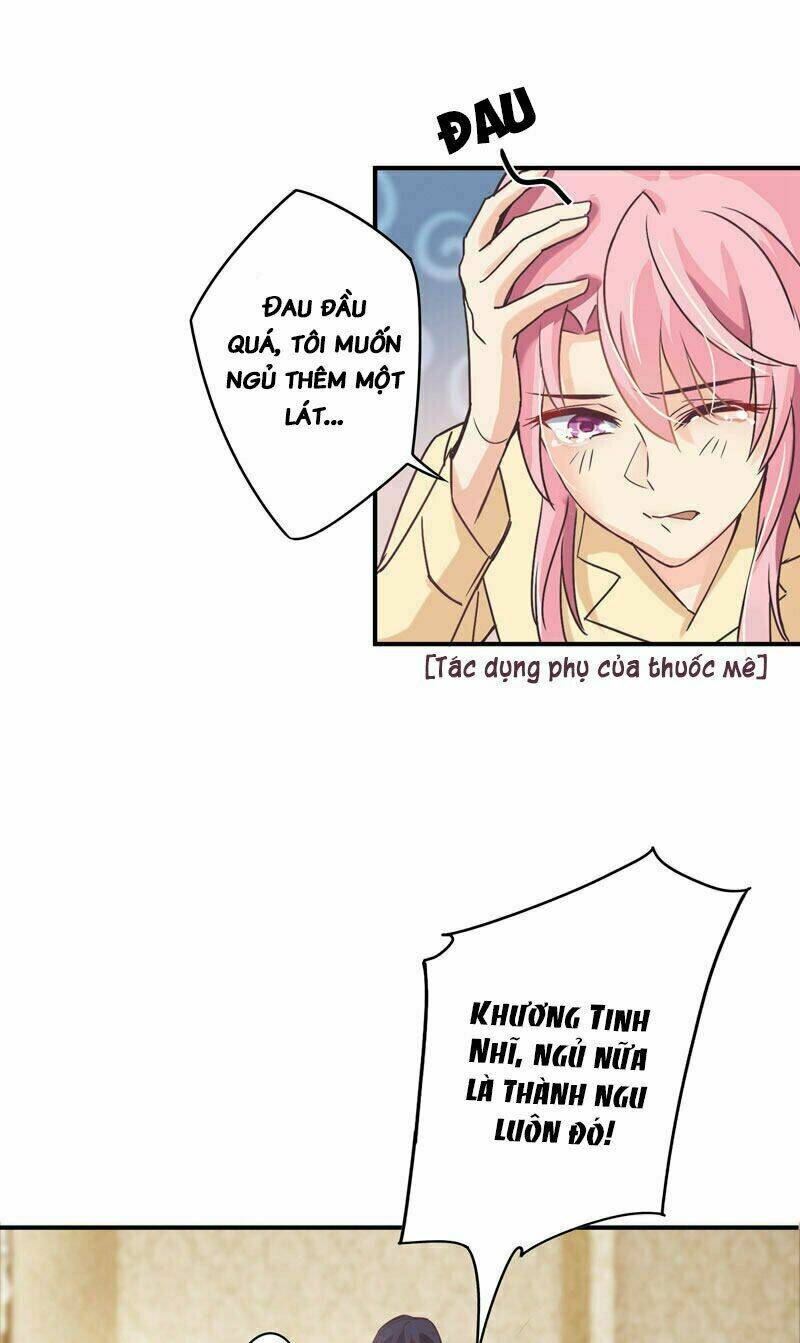 ĐAU
ĐAU ĐẦU
QUÁ, TÔI MUỐN
NGỦ THÊM MỘT
LÁT...
[Tác dụng phụ của thuốc mê]
KHƯƠNG TINH
NHĨ, NGỦ NỮA
LÀ THÀNH NGU
LUÔN ĐÓ!